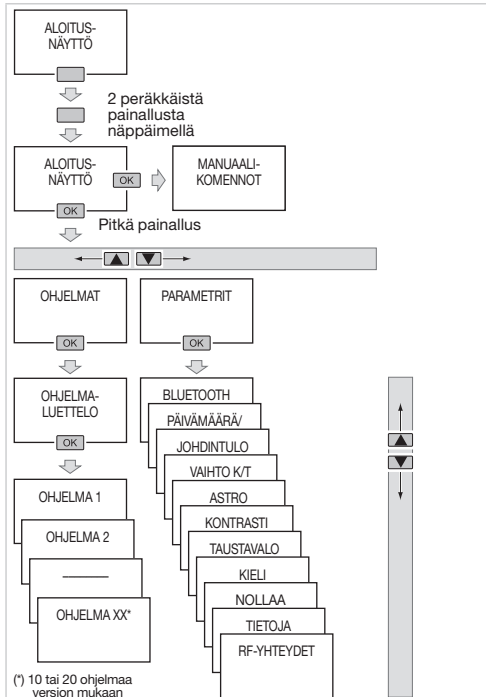 ALOITUS-
NÄYTTÖ
2 peräkkäistä
painallusta
näppäimellä
ALOITUS-
NÄYTTÖ
OK
MANUAALI-
KOMENNOT
OK
Pitkä painallus
OHJELMAT
OK
PARAMETRIT
OK
OHJELMA-
LUETTELO
OK
OHJELMA 1
OHJELMA 2
OHJELMA XX*
(*) 10 tai 20 ohjelmaa
version mukaan
BLUETOOTH
PÄIVÄMÄÄRÄ/
JOHDINTULO
VAIHTO K/T
ASTRO
KONTRASTI
TAUSTAVALO
KIELI
NOLLAA
TIETOJA
RF-YHTEYDET